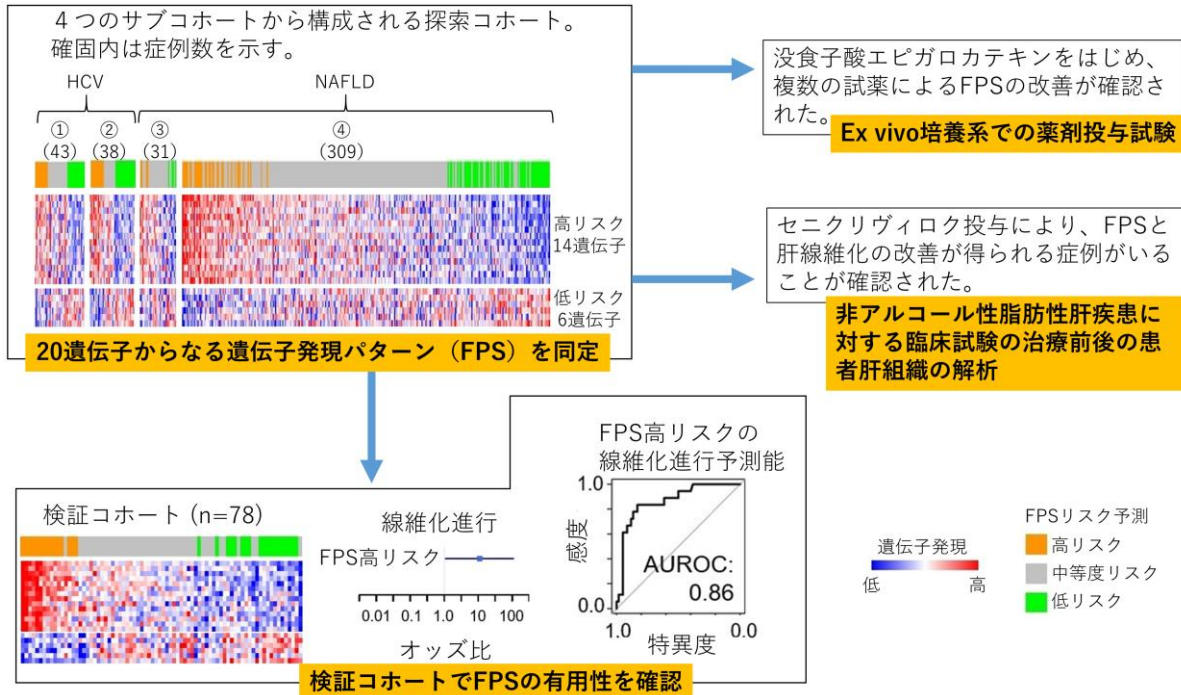 ４つのサブコホートから構成される探索コホート。
確固内は症例数を示す。
HCV
NAFLD
① ② ③ ④
(43) (38) (31) (309)
高リスク
14遺伝子
低リスク
6遺伝子
20遺伝子からなる遺伝子発現パターン（FPS）を同定
没食子酸エピガロカテキンをはじめ、
複数の試薬によるFPSの改善が確認さ
れた。
Ex vivo培養系での薬剤投与試験
セニクリヴィロク投与により、FPSと
肝線維化の改善が得られる症例がいる
ことが確認された。
非アルコール性脂肪性肝疾患に
対する臨床試験の治療前後の患
者肝組織の解析
検証コホート (n=78)
線維化進行
FPS高リスク
0.01 0.1 1.0 10 100
オッズ比
FPS高リスクの
線維化進行予測能
感度
1.0
0.0
AUROC:
0.86
1.0 0.0
特異度
検証コホートでFPSの有用性を確認
遺伝子発現
低 高
FPSリスク予測
高リスク
中等度リスク
低リスク